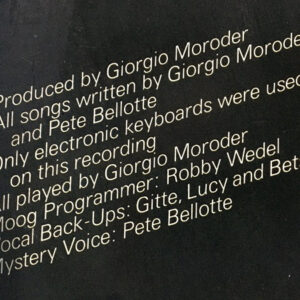 Produced by Giorgio Moroder
All songs written by Giorgio Morode
and Pete Bellotte
Only electronic keyboards were used
on this recording
All played by Giorgio Moroder
Moog Programmer: Robby Wedel
Vocal Back-Ups: Gitte, Lucy and Bet
Mystery Voice: Pete Bellotte